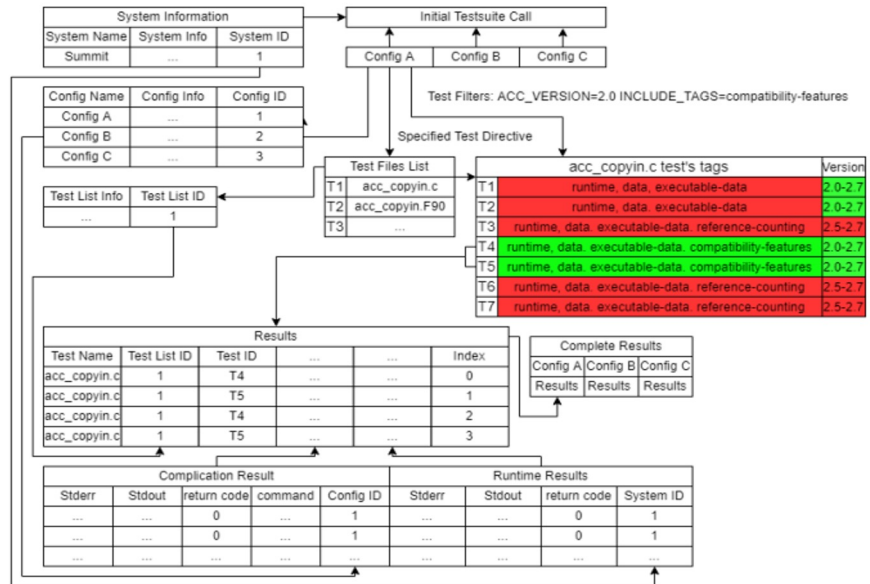 System Information
System Name System Info System ID
Summit ... 1
Initial Testsuite Call
Config A Config B Config C
Config Name Config Info Config ID
Config A ... 1
Config B ... 2
Config C ... 3
Test Filters: ACC_VERSION=2.0 INCLUDE_TAGS=compatibility-features
Specified Test Directive
Test List Info Test List ID
... 1
Test Files List
T1 acc_copyin.c
T2 acc_copyin.F90
T3 ...
acc_copyin.c test's tags Version
T1 runtime, data, executable-data 2.0-2.7
T2 runtime, data, executable-data 2.0-2.7
T3 runtime, data. executable-data. reference-counting 2.5-2.7
T4 runtime, data. executable-data. compatibility-features 2.0-2.7
T5 runtime, data. executable-data. compatibility-features 2.0-2.7
T6 runtime, data. executable-data. reference-counting 2.5-2.7
T7 runtime, data. executable-data. reference-counting 2.5-2.7
Results
Test Name Test List ID Test ID ... ... Index
acc_copyin.c 1 T4 ... ... 0
acc_copyin.c 1 T5 ... ... 1
acc_copyin.c 1 T4 ... ... 2
acc_copyin.c 1 T5 ... ... 3
Complete Results
Config A Config B Config C
Results Results Results
Complication Result Runtime Results
Stderr Stdout return code command Config ID Stderr Stdout return code System ID
... ... 0 ... 1 ... ... 0 1
... ... 0 ... 1 ... ... 0 1
... ... ... ... ... ... ... ... ...